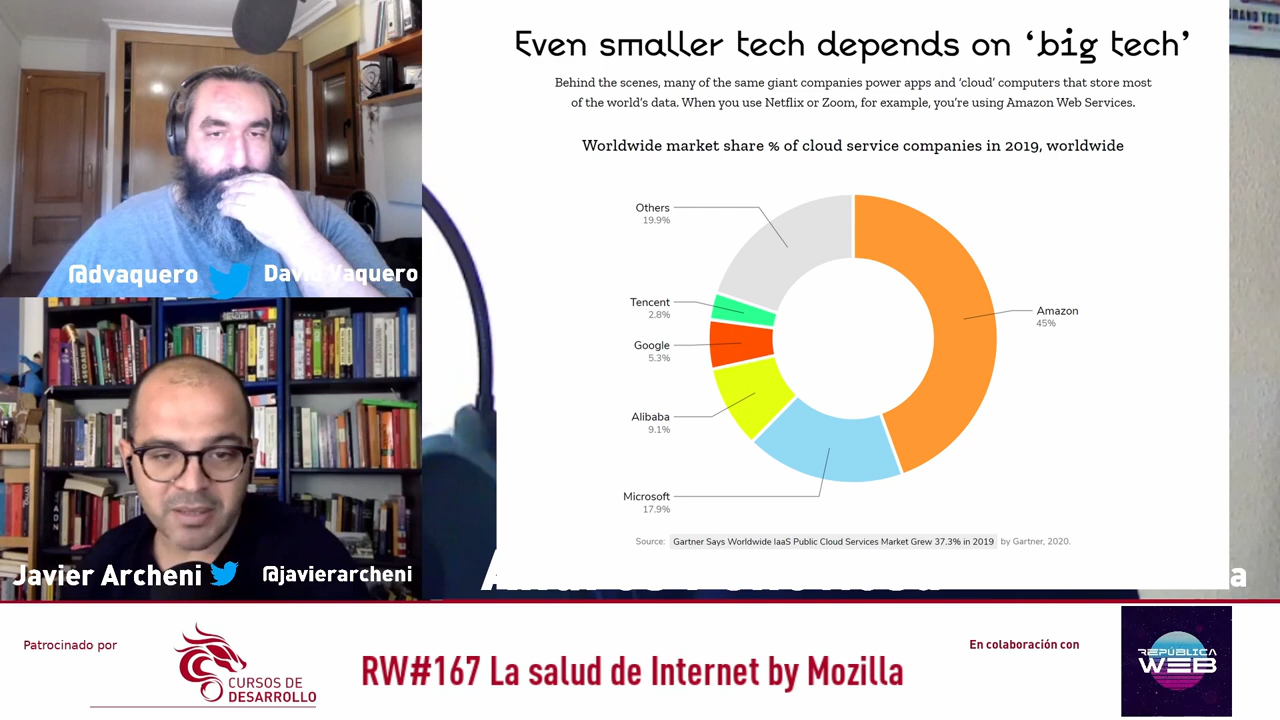 GRAND TOU
Even smaller tech depends on ‘big tech’
Behind the scenes, many of the same giant companies power apps and ‘cloud’ computers that store most
of the world’s data. When you use Netflix or Zoom, for example, you’re using Amazon Web Services.
Worldwide market share % of cloud service companies in 2019, worldwide
Others
19.9%
Tencent
2.8%
Google
5.3%
Alibaba
9.1%
Microsoft
17.9%
Amazon
45%
Source: Gartner Says Worldwide IaaS Public Cloud Services Market Grew 37.3% in 2019 by Gartner, 2020.
@dvaquero David Vaquero
Javier Archeni @javierarcheni
a
Patrocinado por
CURSOS DE
DESARROLLO
RW#167 La salud de Internet by Mozilla
En colaboración con
REPÚBLICA
WEB